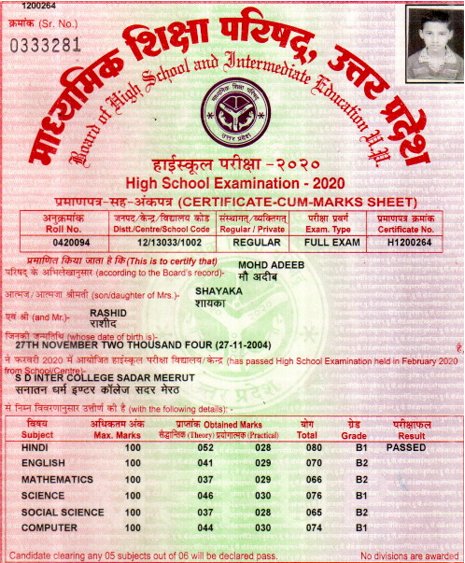 1200264
क्रमांक (Sr. No.)
0333281
माध्यमिक शिक्षा परिषद्, उत्तर प्रदेश
Board of High School and Intermediate Education U.P.
माध्यमिक शिक्षा परिषद्
उत्तर प्रदेश
हाईस्कूल परीक्षा -२०२०
High School Examination - 2020
प्रमाणपत्र-सह-अंकपत्र (CERTIFICATE-CUM-MARKS SHEET)
अनुक्रमांक जनपद/केन्द्र/विद्यालय कोड संस्थागत/व्यक्तिगत परीक्षा प्रवर्ग प्रमाणपत्र क्रमांक
Roll No. Distt./Centre/School Code Regular / Private Exam. Type Certificate No.
0420094 12/13033/1002 REGULAR FULL EXAM H1200264
प्रमाणित किया जाता है कि(This is to certify that) MOHD ADEEB
परिषद् के अभिलेखानुसार (according to the Board's record)- मौ अदीब
आत्मज/आत्मजा श्रीमती (son/daughter of Mrs.)- SHAYAKA
शायका
एवं श्री (and Mr.)- RASHID
राशीद
जिनकी जन्मतिथि (whose date of birth is)-
27TH NOVEMBER TWO THOUSAND FOUR (27-11-2004) है,
ने फरवरी 2020 में आयोजित हाईस्कूल परीक्षा विद्यालय/केन्द्र (has passed High School Examination held in February 2020
from School/Centre)-
S D INTER COLLEGE SADAR MEERUT
सनातन धर्म इण्टर कॉलेज सदर मेरठ
से निम्न विवरणानुसार उत्तीर्ण की है (with the following details) :-
विषय अधिकतम अंक प्राप्तांक Obtained Marks योग ग्रेड परीक्षाफल
Subject Max. Marks सैद्धान्तिक (Theory) प्रयोगात्मक (Practical) Total Grade Result
HINDI 100 052 028 080 B1 PASSED
ENGLISH 100 041 029 070 B2
MATHEMATICS 100 037 029 066 B2
SCIENCE 100 046 030 076 B1
SOCIAL SCIENCE 100 037 028 065 B2
COMPUTER 100 044 030 074 B1
Candidate clearing any 05 subjects out of 06 will be declared pass. No divisions are awarded